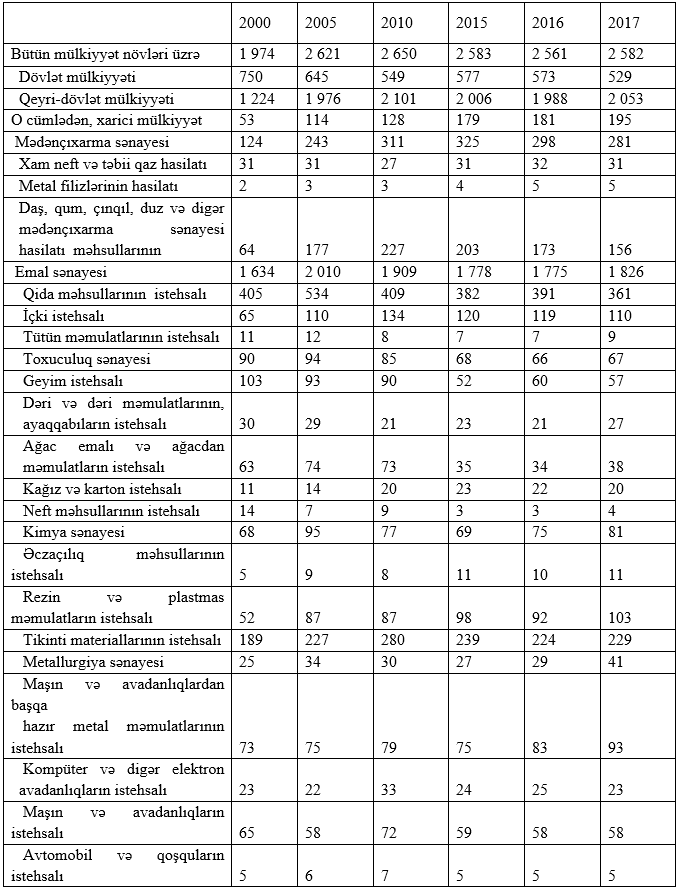 2000 2005 2010 2015 2016 2017
Bütün mülkiyyət növləri üzrə 1 974 2 621 2 650 2 583 2 561 2 582
Dövlət mülkiyyəti 750 645 549 577 573 529
Qeyri-dövlət mülkiyyəti 1 224 1 976 2 101 2 006 1 988 2 053
O cümlədən, xarici mülkiyyət 53 114 128 179 181 195
Mədənçıxarma sənayesi 124 243 311 325 298 281
Xam neft və təbii qaz hasilatı 31 31 27 31 32 31
Metal filizlərinin hasilatı 2 3 3 4 5 5
Daş, qum, çınqıl, duz və digər
mədənçıxarma sənayesi
hasilatı məhsullarının 64 177 227 203 173 156
Emal sənayesi 1 634 2 010 1 909 1 778 1 775 1 826
Qida məhsullarının istehsalı 405 534 409 382 391 361
İçki istehsalı 65 110 134 120 119 110
Tütün məmulatlarının istehsalı 11 12 8 7 7 9
Toxuculuq sənayesi 90 94 85 68 66 67
Geyim istehsalı 103 93 90 52 60 57
Dəri və dəri məmulatlarının,
ayaqqabıların istehsalı 30 29 21 23 21 27
Ağac emalı və ağacdan
məmulatların istehsalı 63 74 73 35 34 38
Kağız və karton istehsalı 11 14 20 23 22 20
Neft məhsullarının istehsalı 14 7 9 3 3 4
Kimya sənayesi 68 95 77 69 75 81
Əczaçılıq məhsullarının
istehsalı 5 9 8 11 10 11
Rezin və plastmas
məmulatların istehsalı 52 87 87 98 92 103
Tikinti materiallarının istehsalı 189 227 280 239 224 229
Metallurgiya sənayesi 25 34 30 27 29 41
Maşın və avadanlıqlardan
başqa
hazır metal məmulatlarının
istehsalı 73 75 79 75 83 93
Kompüter və digər elektron
avadanlıqların istehsalı 23 22 33 24 25 23
Maşın və avadanlıqların
istehsalı 65 58 72 59 58 58
Avtomobil və qoşquların
istehsalı 5 6 7 5 5 5